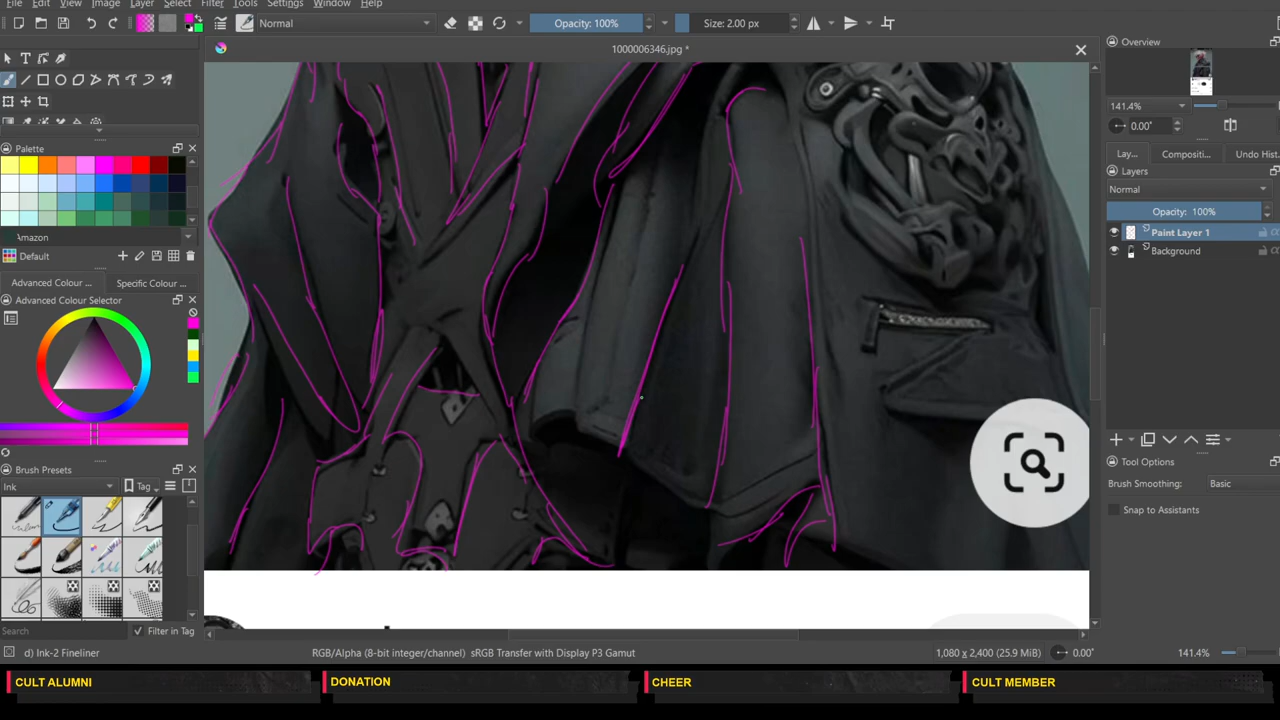 File Edit View Image Layer Select Filter Tools Settings Window Help
Normal Opacity: 100% Size: 2.00 px
1000006346.jpg *
Overview
141.4%
0.00°
Lay... Compositi... Undo Hist...
Layers
Normal
Opacity: 100%
Paint Layer 1
Background
Palette
Amazon
Default
Advanced Colour ... Specific Colour ...
Advanced Colour Selector
Brush Presets
Ink Tag
Search Filter in Tag
Tool Options
Brush Smoothing: Basic
Snap to Assistants
d) Ink-2 Fineliner RGB/Alpha (8-bit integer/channel) sRGB Transfer with Display P3 Gamut 1,080 x 2,400 (25.9 MiB) 0.00° 141.4%
CULT ALUMNI DONATION CHEER CULT MEMBER